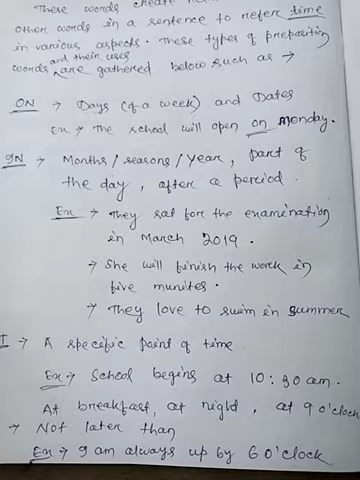 These words create
other words in a sentence to refer time
in various aspects. These types of preposition
and their uses
words are gathered below such as →
ON → Days (of a week) and Dates
Ex → The school will open on Monday.
IN → Months/seasons/year, part of
the day, after a period.
Ex → They sat for the examination
in March 2019.
→ She will finish the work in
five munites.
→ They love to swim in summer
T → A specific point of time
Ex → School begins at 10:30 am.
At breakfast, at night, at 9 o'clock
→ Not later than
Ex → I am always up by 6 o'clock